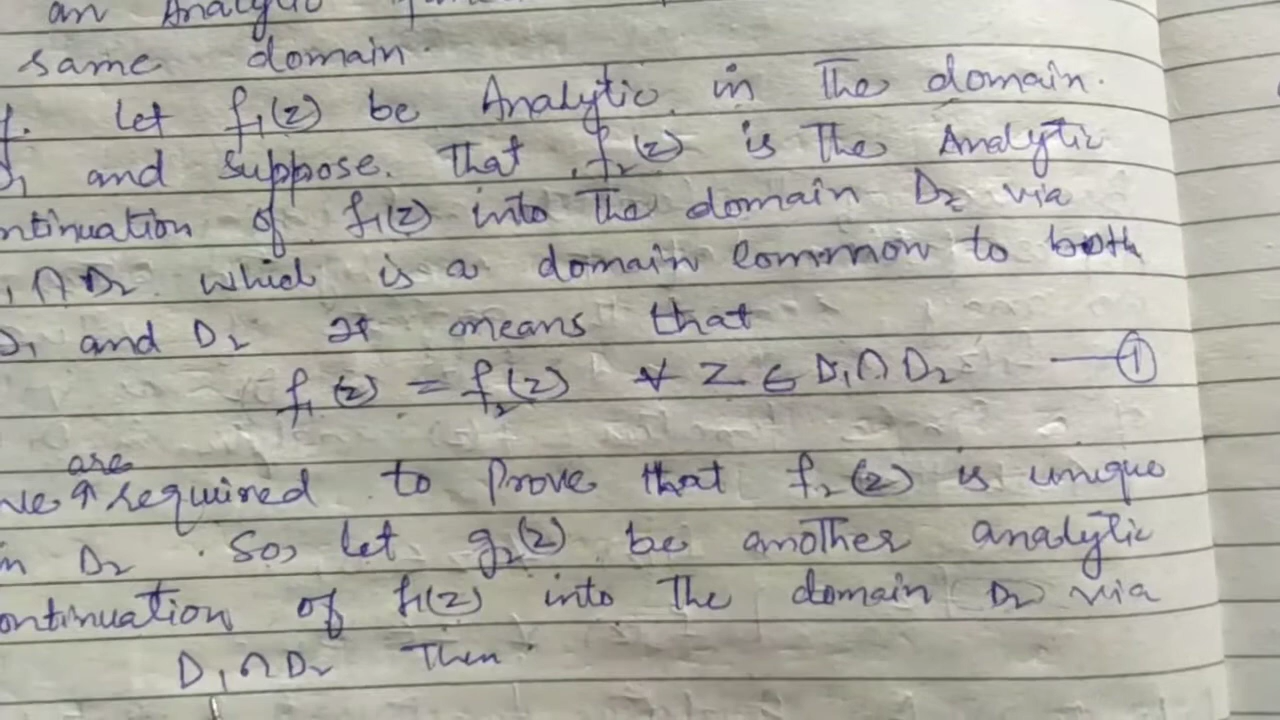 an Analytic
same domain.
f. Let f₁(z) be Analytic in The domain.
D₁ and suppose. That f₂(z) is The Analytic
ntinuation of f₁(z) into The domain D₂ via
₁ ∩ D₂ which is a domain common to both
D₁ and D₂ It means that
f₁(z) = f₂(z) ∀ z ∈ D₁∩D₂ —①
are
we required to Prove that f₂(z) is unique
in D₂. So, let g₂(z) be another analytic
ontinuation of f₁(z) into The domain D₂ via
D₁∩D₂ Then